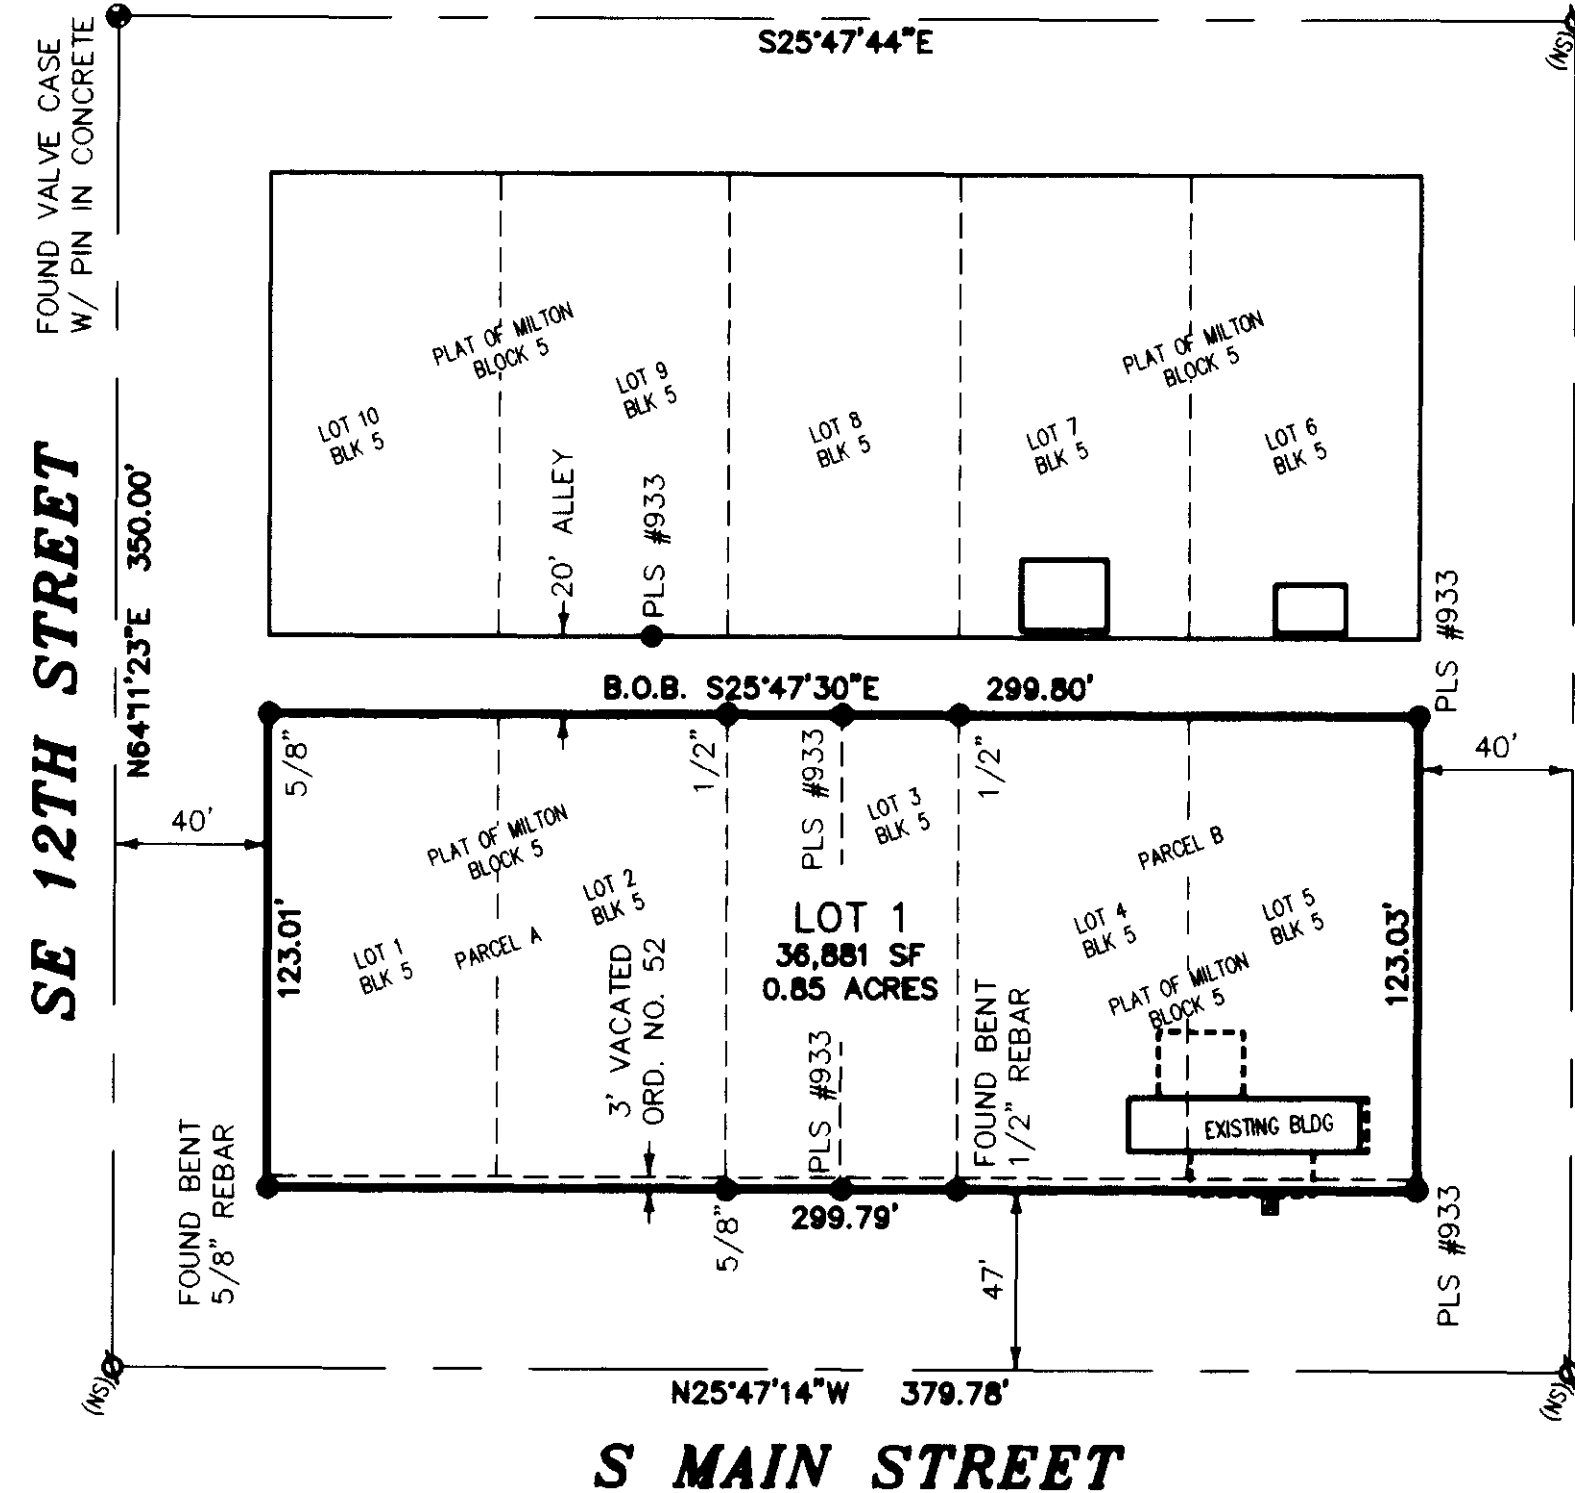 S25°47'44"E
(NS)
FOUND VALVE CASE
W/ PIN IN CONCRETE
PLAT OF MILTON
BLOCK 5
PLAT OF MILTON
BLOCK 5
LOT 10
BLK 5
LOT 9
BLK 5
LOT 8
BLK 5
LOT 7
BLK 5
LOT 6
BLK 5
20' ALLEY
PLS #933
PLS #933
SE 12TH STREET
N64°11'23"E 350.00'
B.O.B. S25°47'30"E 299.80'
5/8"
1/2"
PLS #933
1/2"
40'
40'
LOT 3
BLK 5
PLAT OF MILTON
BLOCK 5
PARCEL B
LOT 2
BLK 5
LOT 1
BLK 5
PARCEL A
LOT 4
BLK 5
LOT 5
BLK 5
PLAT OF MILTON
BLOCK 5
123.01'
123.03'
LOT 1
36,881 SF
0.85 ACRES
3' VACATED
ORD. NO. 52
PLS #933
FOUND BENT
1/2" REBAR
EXISTING BLDG
FOUND BENT
5/8" REBAR
5/8"
299.79'
47'
PLS #933
(NS)
N25°47'14"W 379.78'
(NS)
S MAIN STREET